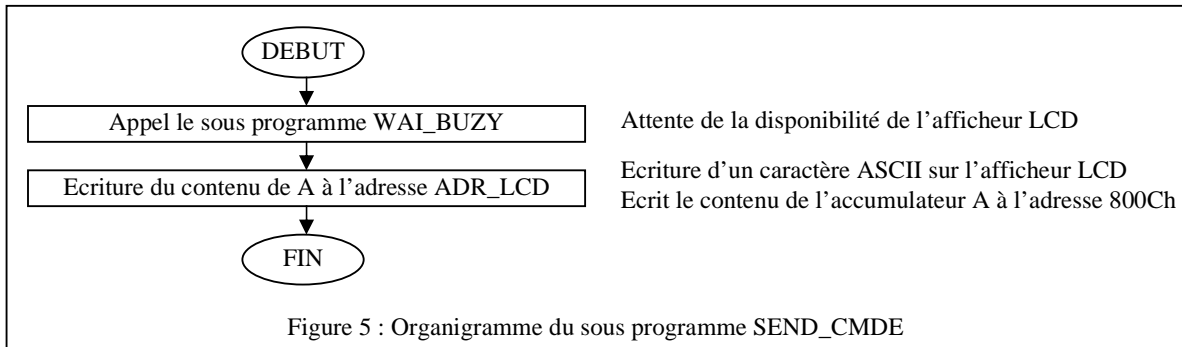 DEBUT
Appel le sous programme WAI_BUZY
Attente de la disponibilité de l’afficheur LCD
Ecriture du contenu de A à l’adresse ADR_LCD
Ecriture d’un caractère ASCII sur l’afficheur LCD
Ecrit le contenu de l’accumulateur A à l’adresse 800Ch
FIN
Figure 5 : Organigramme du sous programme SEND_CMDE